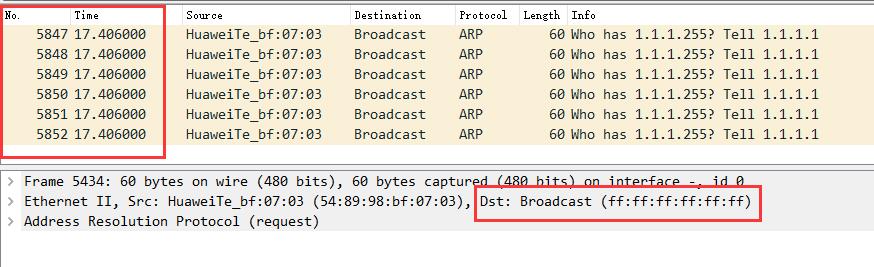 No. Time Source Destination Protocol Length Info
5847 17.406000 HuaweiTe_bf:07:03 Broadcast ARP 60 Who has 1.1.1.255? Tell 1.1.1.1
5848 17.406000 HuaweiTe_bf:07:03 Broadcast ARP 60 Who has 1.1.1.255? Tell 1.1.1.1
5849 17.406000 HuaweiTe_bf:07:03 Broadcast ARP 60 Who has 1.1.1.255? Tell 1.1.1.1
5850 17.406000 HuaweiTe_bf:07:03 Broadcast ARP 60 Who has 1.1.1.255? Tell 1.1.1.1
5851 17.406000 HuaweiTe_bf:07:03 Broadcast ARP 60 Who has 1.1.1.255? Tell 1.1.1.1
5852 17.406000 HuaweiTe_bf:07:03 Broadcast ARP 60 Who has 1.1.1.255? Tell 1.1.1.1
Frame 5434: 60 bytes on wire (480 bits), 60 bytes captured (480 bits) on interface -, id 0
Ethernet II, Src: HuaweiTe_bf:07:03 (54:89:98:bf:07:03), Dst: Broadcast (ff:ff:ff:ff:ff:ff)
Address Resolution Protocol (request)